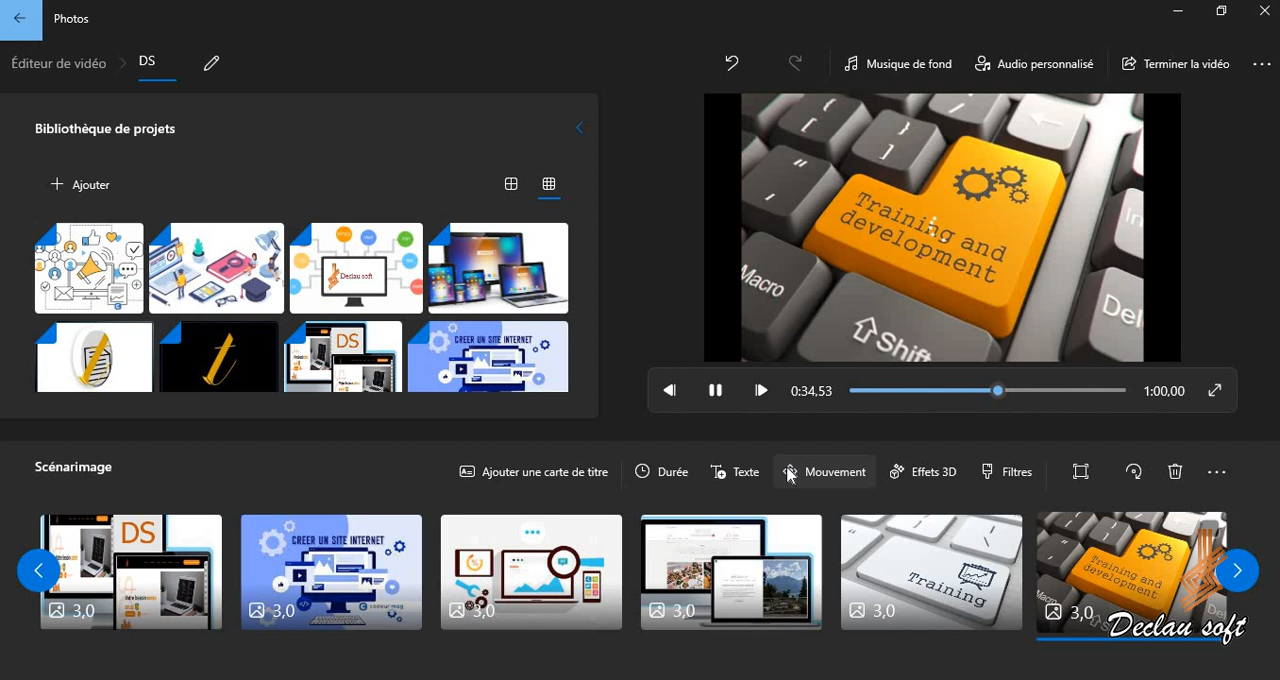 Photos
Éditeur de vidéo
DS
Musique de fond
Audio personnalisé
Terminer la vidéo
Bibliothèque de projets
Ajouter
Declau soft
DS
CREER UN SITE INTERNET
Training and
development
Macro
Shift
Del
0:34,53
1:00,00
Scénarimage
Ajouter une carte de titre
Durée
Texte
Mouvement
Effets 3D
Filtres
DS
3,0
CREER UN SITE INTERNET
codeur mag
3,0
3,0
3,0
Training
3,0
Training and
development
3,0
Declau soft